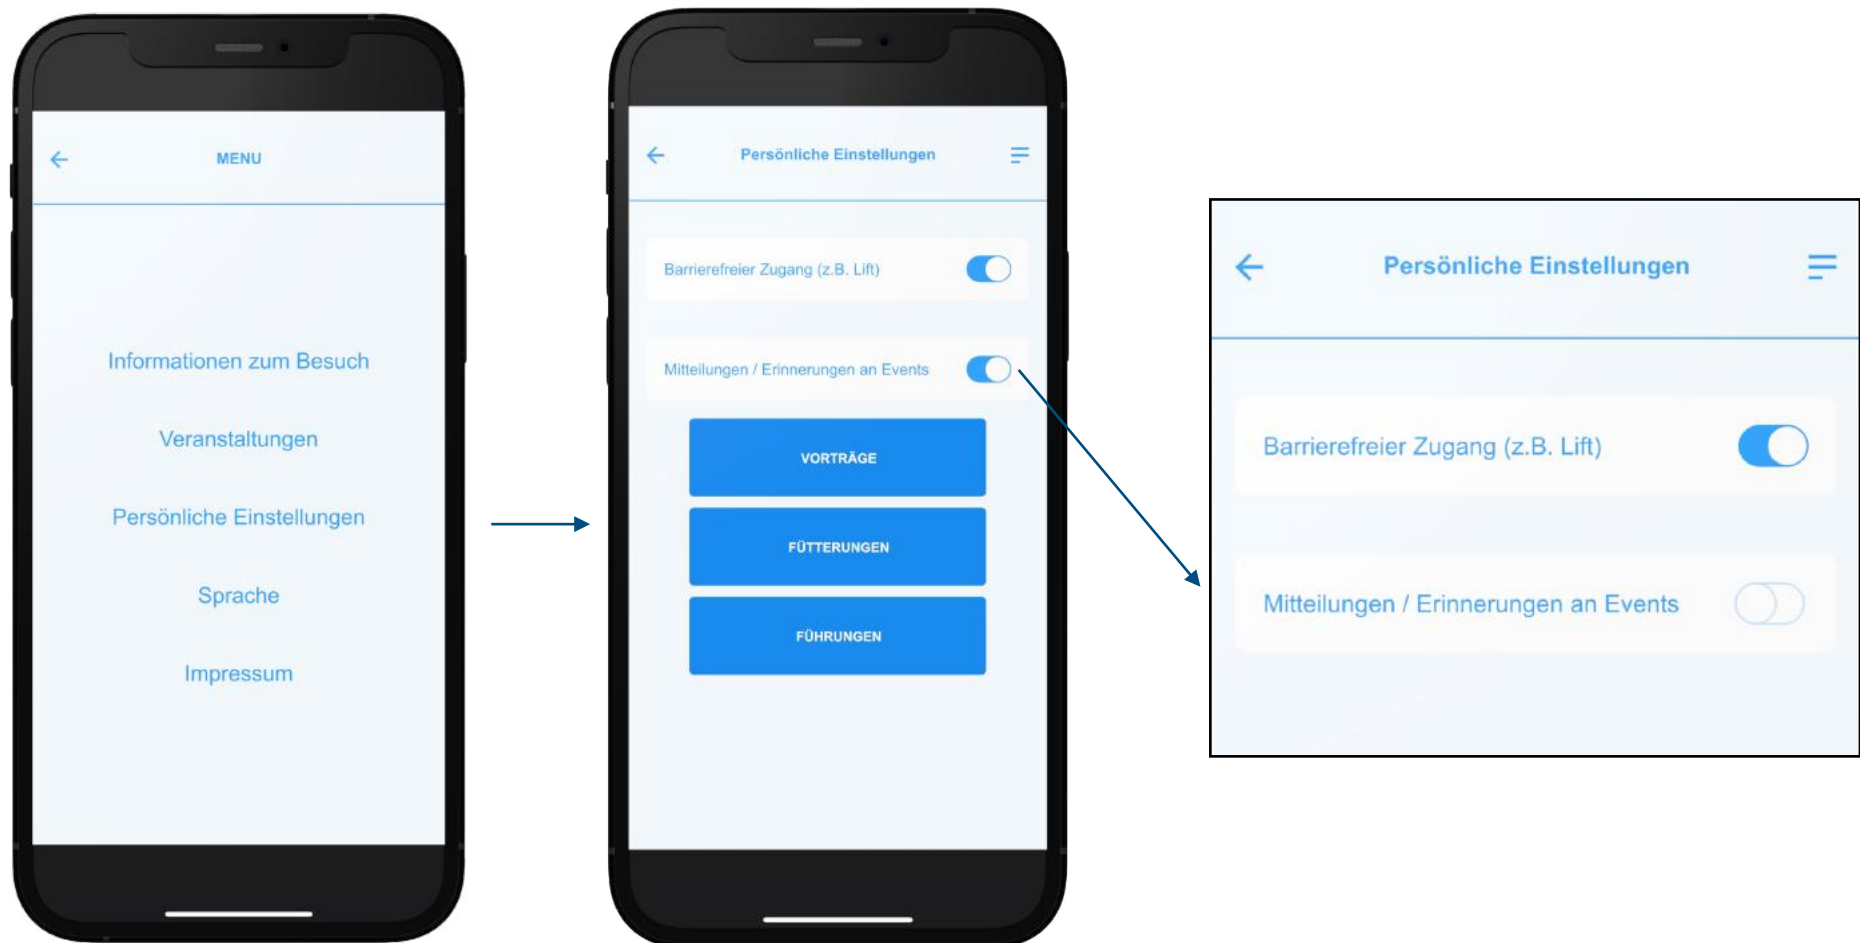 MENU
Informationen zum Besuch
Veranstaltungen
Persönliche Einstellungen
Sprache
Impressum
Persönliche Einstellungen
Barrierefreier Zugang (z.B. Lift)
Mitteilungen / Erinnerungen an Events
VORTRÄGE
FÜTTERUNGEN
FÜHRUNGEN
Persönliche Einstellungen
Barrierefreier Zugang (z.B. Lift)
Mitteilungen / Erinnerungen an Events